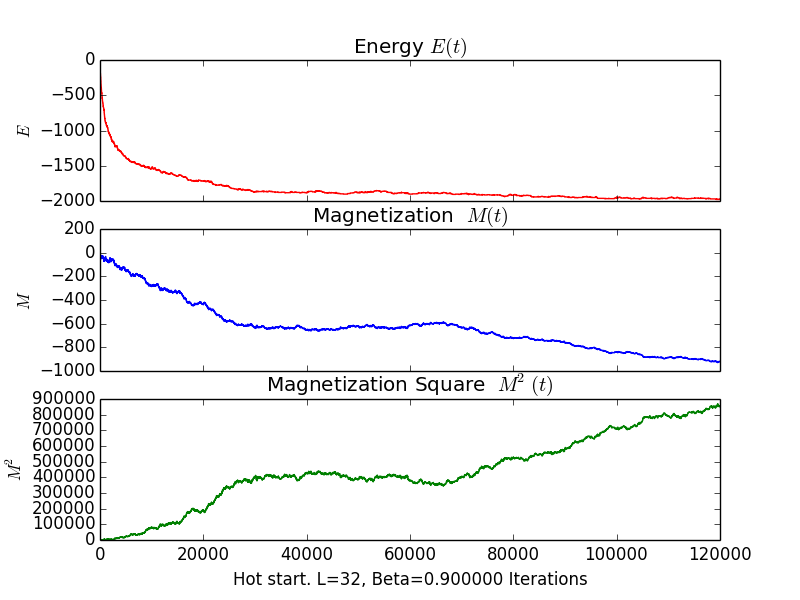 Energy E(t)
0
−500
−1000
−1500
−2000
E
Magnetization M(t)
200
0
−200
−400
−600
−800
−1000
M
Magnetization Square M² (t)
900000
800000
700000
600000
500000
400000
300000
200000
100000
0
M²
0 20000 40000 60000 80000 100000 120000
Hot start. L=32, Beta=0.900000 Iterations